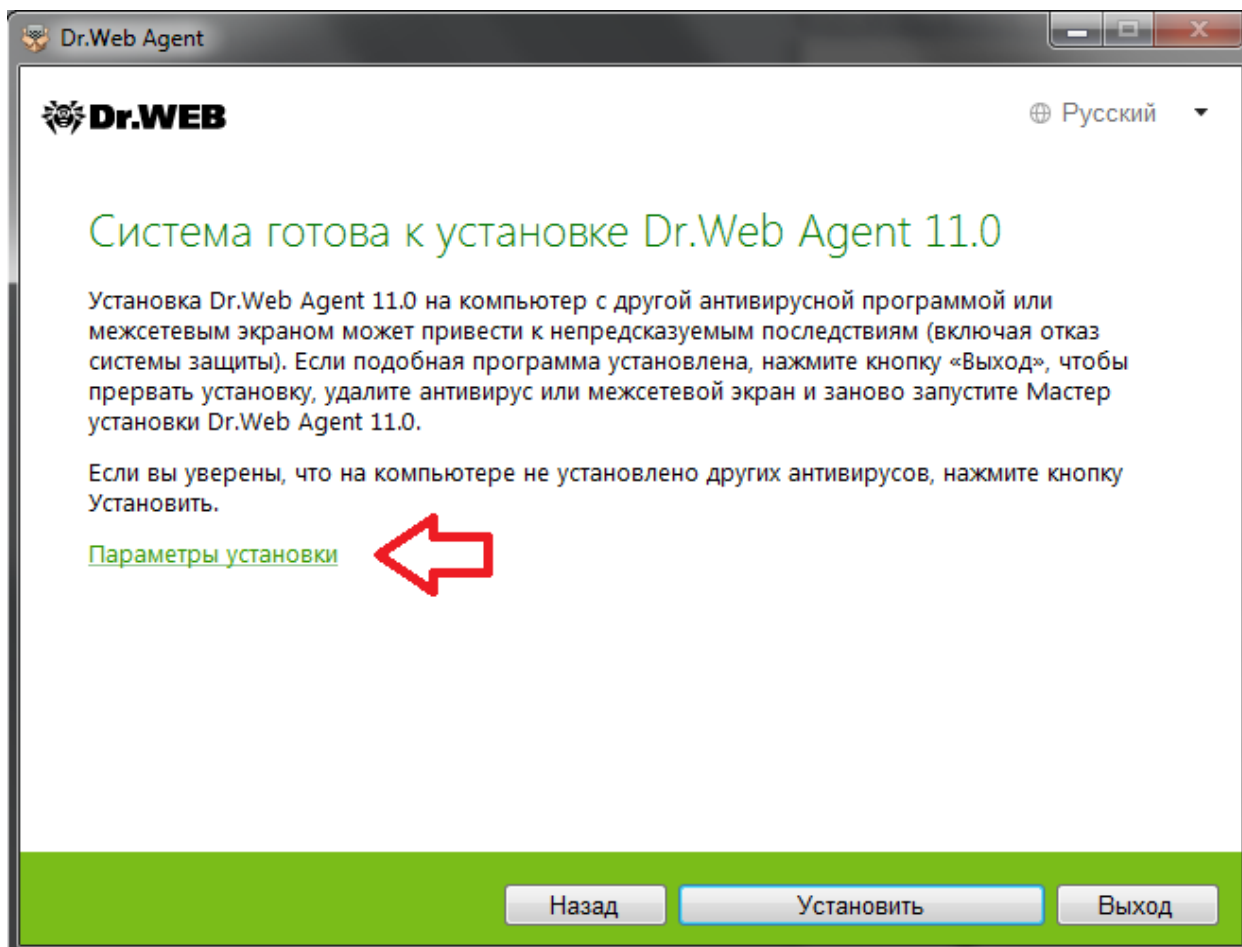 Dr.Web Agent
Dr.WEB
Русский
Система готова к установке Dr.Web Agent 11.0
Установка Dr.Web Agent 11.0 на компьютер с другой антивирусной программой или
межсетевым экраном может привести к непредсказуемым последствиям (включая отказ
системы защиты). Если подобная программа установлена, нажмите кнопку «Выход», чтобы
прервать установку, удалите антивирус или межсетевой экран и заново запустите Мастер
установки Dr.Web Agent 11.0.
Если вы уверены, что на компьютере не установлено других антивирусов, нажмите кнопку
Установить.
Параметры установки
Назад
Установить
Выход